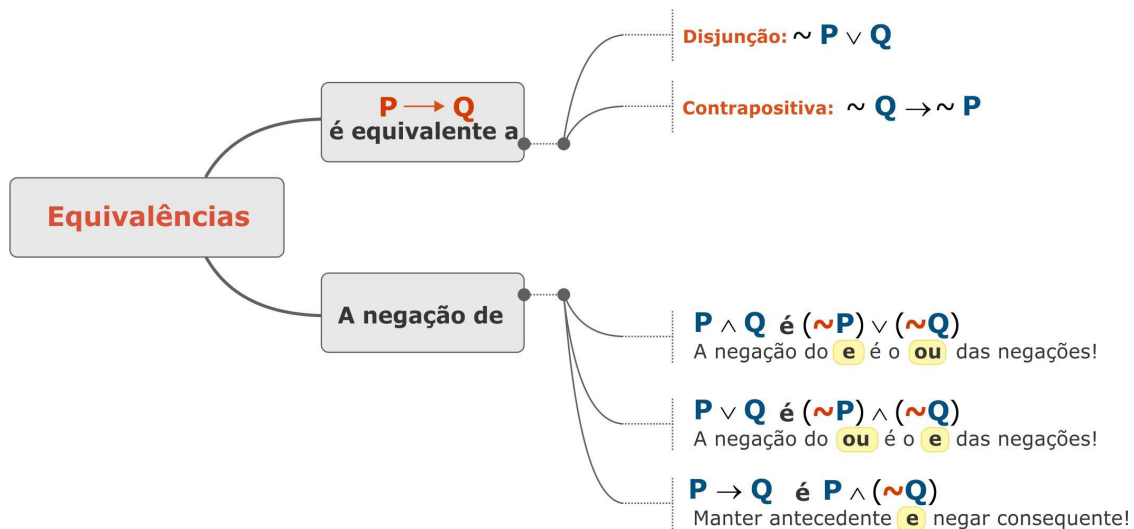 Equivalências
P → Q
é equivalente a
Disjunção: ~ P ∨ Q
Contrapositiva: ~ Q → ~ P
A negação de
P ∧ Q é (~P) ∨ (~Q)
A negação do e é o ou das negações!
P ∨ Q é (~P) ∧ (~Q)
A negação do ou é o e das negações!
P → Q é P ∧ (~Q)
Manter antecedente e negar consequente!